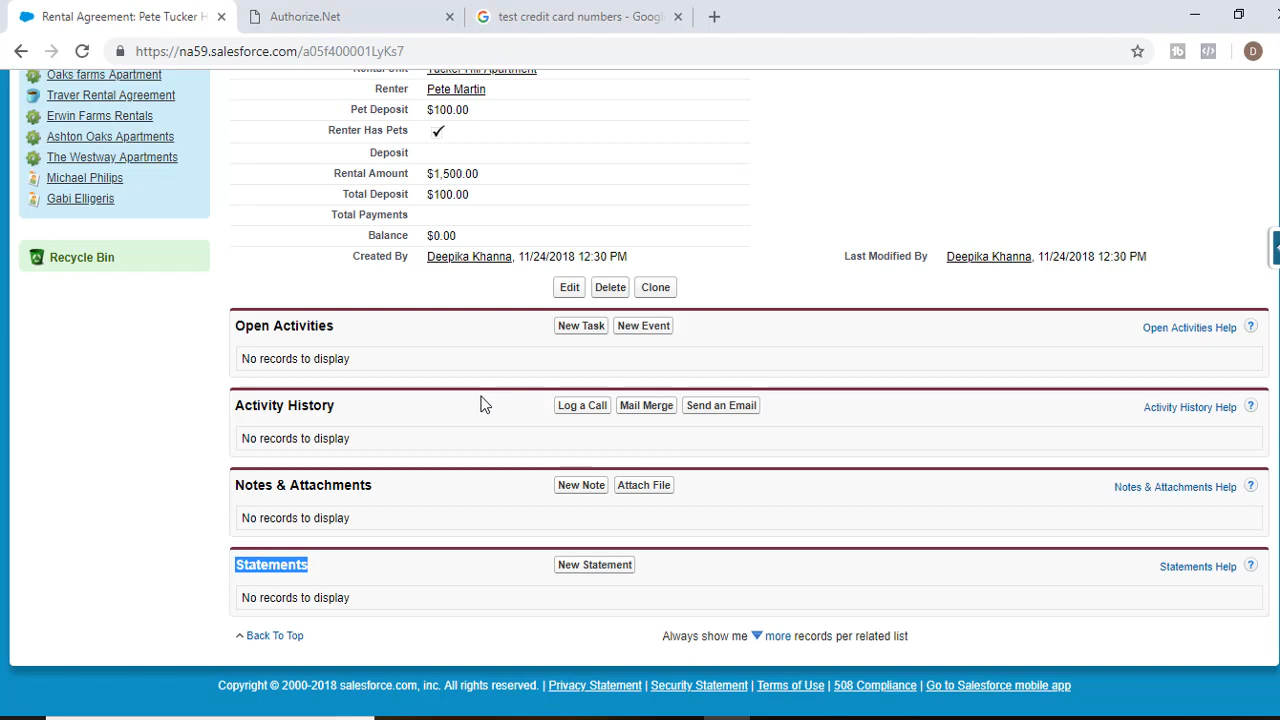 Rental Agreement: Pete Tucker H
Authorize.Net
test credit card numbers - Googl
https://na59.salesforce.com/a05f400001LyKs7
D
Oaks farms Apartment
Traver Rental Agreement
Erwin Farms Rentals
Ashton Oaks Apartments
The Westway Apartments
Michael Philips
Gabi Elligeris
Recycle Bin
Rental Unit Tucker Hill Apartment
Renter Pete Martin
Pet Deposit $100.00
Renter Has Pets
Deposit
Rental Amount $1,500.00
Total Deposit $100.00
Total Payments
Balance $0.00
Created By Deepika Khanna, 11/24/2018 12:30 PM Last Modified By Deepika Khanna, 11/24/2018 12:30 PM
Edit Delete Clone
Open Activities New Task New Event Open Activities Help ?
No records to display
Activity History Log a Call Mail Merge Send an Email Activity History Help ?
No records to display
Notes & Attachments New Note Attach File Notes & Attachments Help ?
No records to display
Statements New Statement Statements Help ?
No records to display
Back To Top Always show me more records per related list
Copyright © 2000-2018 salesforce.com, inc. All rights reserved. | Privacy Statement | Security Statement | Terms of Use | 508 Compliance | Go to Salesforce mobile app